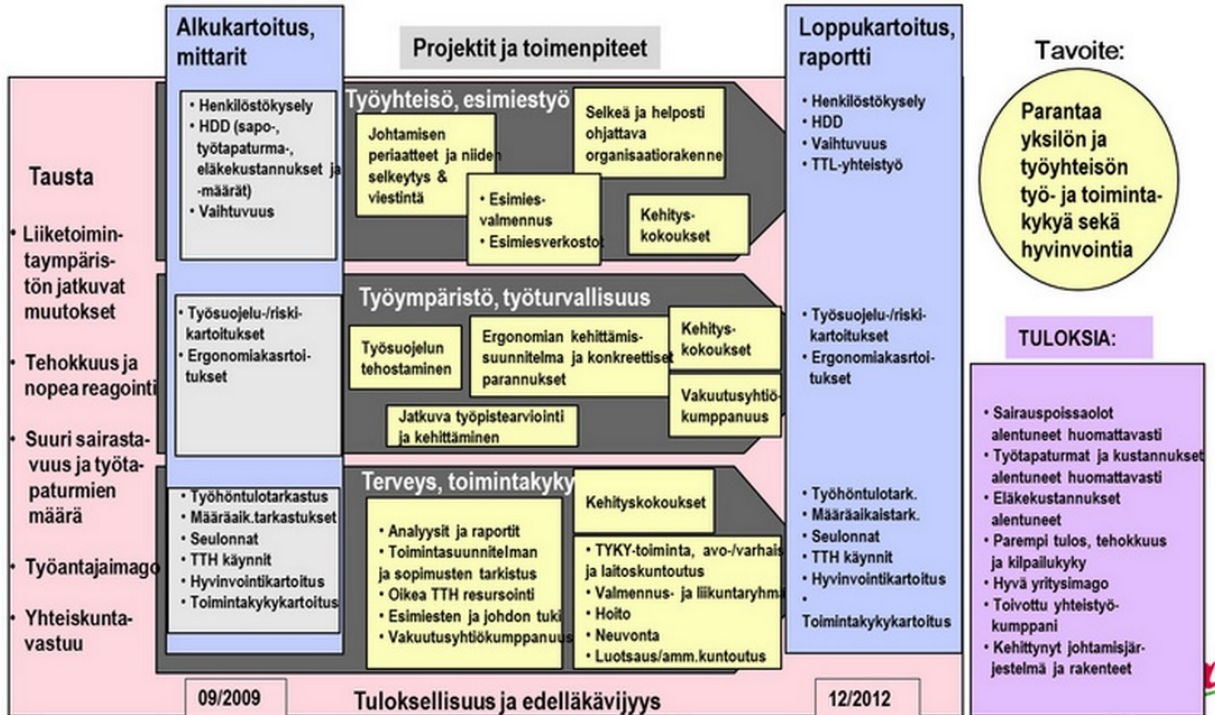 Alkukartoitus,
mittarit
Projektit ja toimenpiteet
Loppukartoitus,
raportti
Tavoite:
Parantaa
yksilön ja
työyhteisön
työ- ja toiminta-
kykyä sekä
hyvinvointia
Tausta
• Liiketoimin-
taympäris-
tön jatkuvat
muutokset
• Tehokkuus ja
nopea reagointi
• Suuri sairasta-
vuus ja työta-
paturmien
määrä
• Työantajaimago
• Yhteiskunta-
vastuu
• Henkilöstökysely
• HDD (sapo-,
työtapaturma-,
eläkekustannukset ja
-määrät)
• Vaihtuvuus
Työyhteisö, esimiestyö
Johtamisen
periaatteet ja niiden
selkeytys &
viestintä
• Esimies-
valmennus
• Esimiesverkostot
Selkeä ja helposti
ohjattava
organisaatiorakenne
Kehitys-
kokoukset
• Henkilöstökysely
• HDD
• Vaihtuvuus
• TTL-yhteistyö
• Työsuojelu-/riski-
kartoitukset
• Ergonomiakasrtoi-
tukset
Työympäristö, työturvallisuus
Työsuojelun
tehostaminen
Ergonomian kehittämis-
suunnitelma ja konkreettiset
parannukset
Kehitys-
kokoukset
Vakuutusyhtiö-
kumppanuus
Jatkuva työpistearviointi
ja kehittäminen
• Työsuojelu-/riski-
kartoitukset
• Ergonomiakasrtoi-
tukset
• Työhöntulotarkastus
• Määräaik.tarkastukset
• Seulonnat
• TTH käynnit
• Hyvinvointikartoitus
• Toimintakykykartoitus
Terveys, toimintakyky
• Analyysit ja raportit
• Toimintasuunnitelman
ja sopimusten tarkistus
• Oikea TTH resursointi
• Esimiesten ja johdon tuki
• Vakuutusyhtiökumppanuus
Kehityskokoukset
• TYKY-toiminta, avo-/varhais
ja laitoskuntoutus
• Valmennus- ja liikuntaryhmä
• Hoito
• Neuvonta
• Luotsaus/amm.kuntoutus
• Työhöntulotark.
• Määräaikaistark.
• Seulonnat
• TTH käynnit
• Hyvinvointikartoitus
•
Toimintakykykartoitus
TULOKSIA:
• Sairauspoissaolot
alentuneet huomattavasti
• Työtapaturmat ja kustannukset
alentuneet huomattavasti
• Eläkekustannukset
alentuneet
• Parempi tulos, tehokkuus
ja kilpailukyky
• Hyvä yritysimago
• Toivottu yhteistyö-
kumppani
• Kehittynyt johtamisjär-
jestelmä ja rakenteet
09/2009
Tuloksellisuus ja edelläkävijyys
12/2012